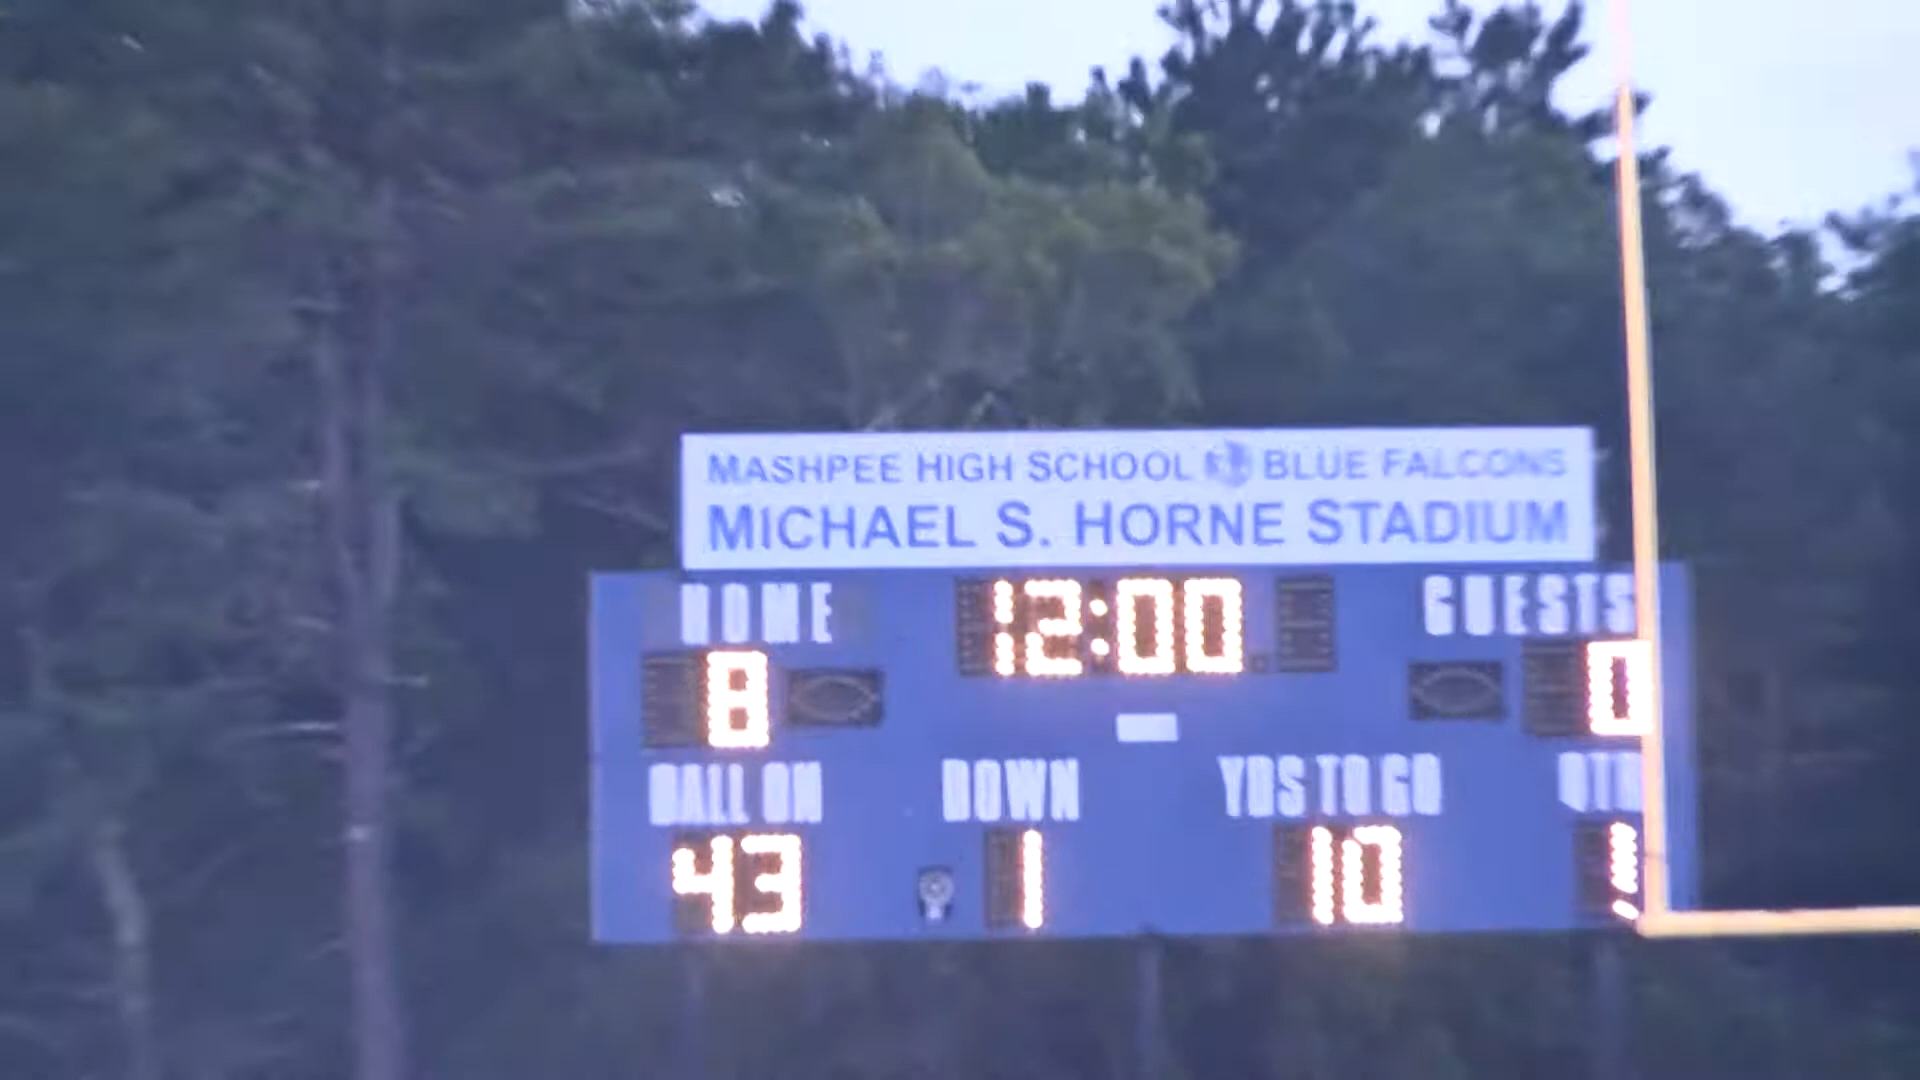 MASHPEE HIGH SCHOOL BLUE FALCONS
MICHAEL S. HORNE STADIUM
HOME 12:00 GUESTS
8 0
BALL ON DOWN YDS TO GO
43 1 10